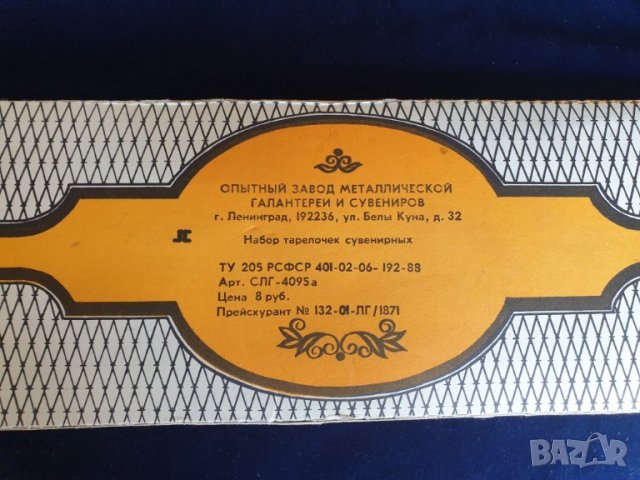 ОПЫТНЫЙ ЗАВОД МЕТАЛЛИЧЕСКОЙ
ГАЛАНТЕРЕИ И СУВЕНИРОВ
г. Ленинград, 192236, ул. Белы Куна, д. 32
Набор тарелочек сувенирных
ТУ 205 РСФСР 401-02-06-192-88
Арт. СЛГ-4095а
Цена 8 руб.
Прейскурант № 132-01-ЛГ/1871
BAZAR